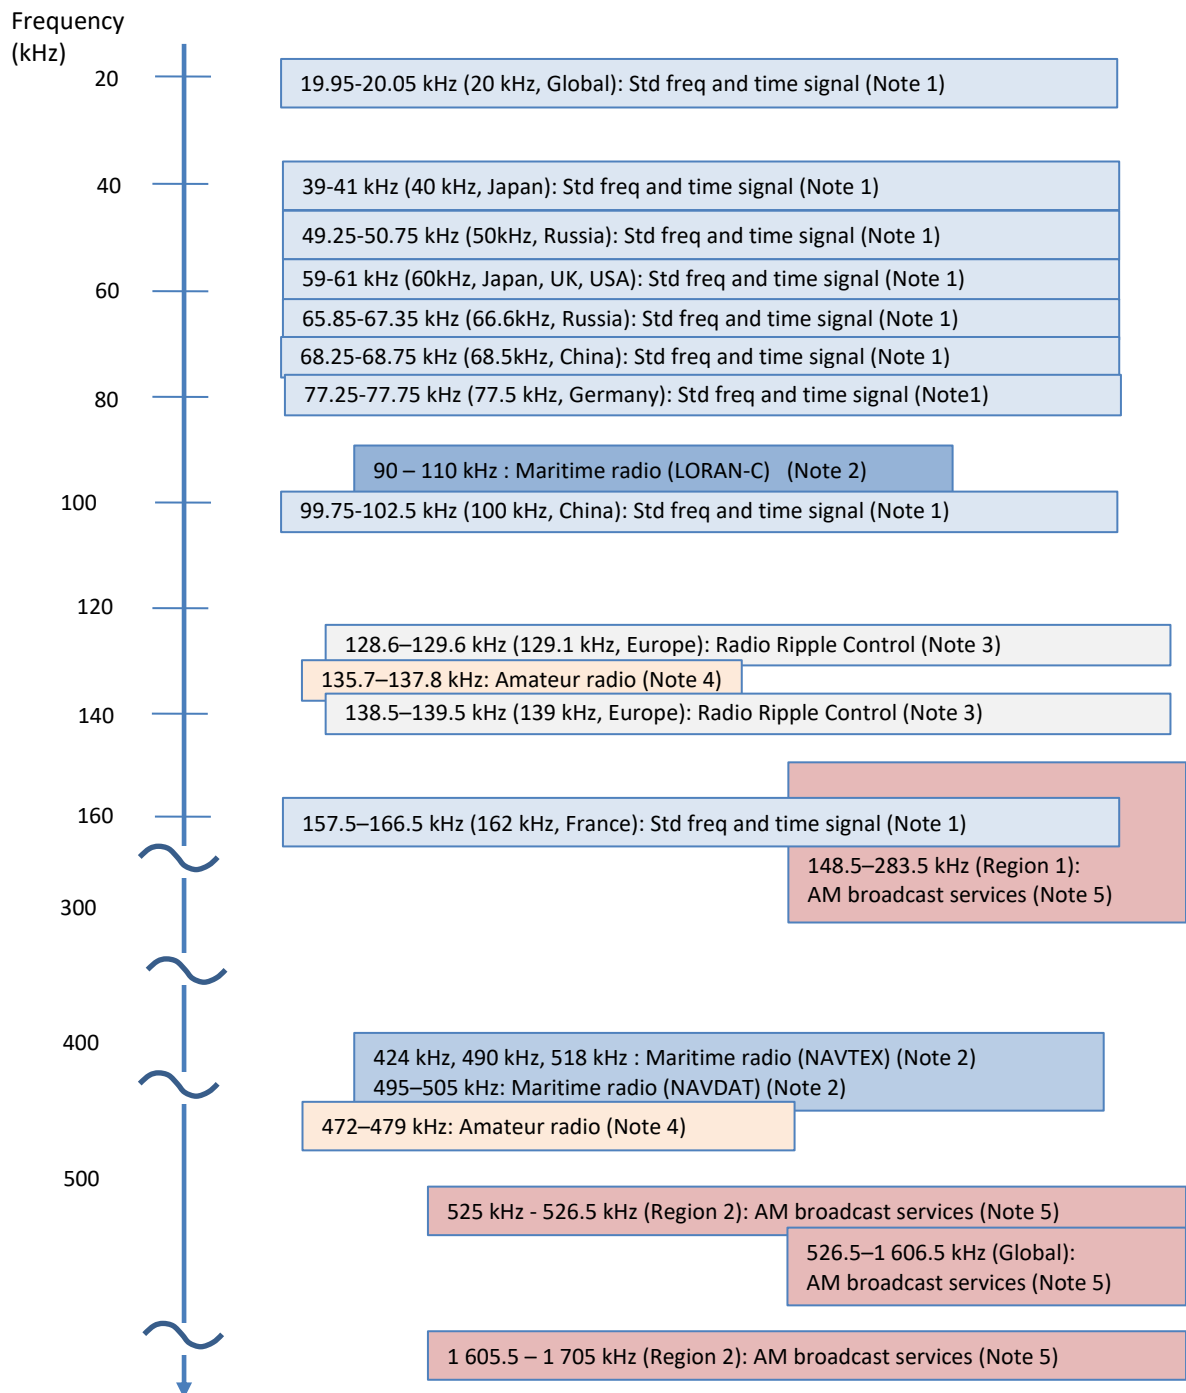 Frequency
(kHz)
20
19.95-20.05 kHz (20 kHz, Global): Std freq and time signal (Note 1)
40
39-41 kHz (40 kHz, Japan): Std freq and time signal (Note 1)
49.25-50.75 kHz (50kHz, Russia): Std freq and time signal (Note 1)
60
59-61 kHz (60kHz, Japan, UK, USA): Std freq and time signal (Note 1)
65.85-67.35 kHz (66.6kHz, Russia): Std freq and time signal (Note 1)
68.25-68.75 kHz (68.5kHz, China): Std freq and time signal (Note 1)
80
77.25-77.75 kHz (77.5 kHz, Germany): Std freq and time signal (Note1)
90 – 110 kHz : Maritime radio (LORAN-C) (Note 2)
100
99.75-102.5 kHz (100 kHz, China): Std freq and time signal (Note 1)
120
128.6–129.6 kHz (129.1 kHz, Europe): Radio Ripple Control (Note 3)
135.7–137.8 kHz: Amateur radio (Note 4)
140
138.5–139.5 kHz (139 kHz, Europe): Radio Ripple Control (Note 3)
160
157.5–166.5 kHz (162 kHz, France): Std freq and time signal (Note 1)
148.5–283.5 kHz (Region 1):
AM broadcast services (Note 5)
300
400
424 kHz, 490 kHz, 518 kHz : Maritime radio (NAVTEX) (Note 2)
495–505 kHz: Maritime radio (NAVDAT) (Note 2)
472–479 kHz: Amateur radio (Note 4)
500
525 kHz - 526.5 kHz (Region 2): AM broadcast services (Note 5)
526.5–1 606.5 kHz (Global):
AM broadcast services (Note 5)
1 605.5 – 1 705 kHz (Region 2): AM broadcast services (Note 5)